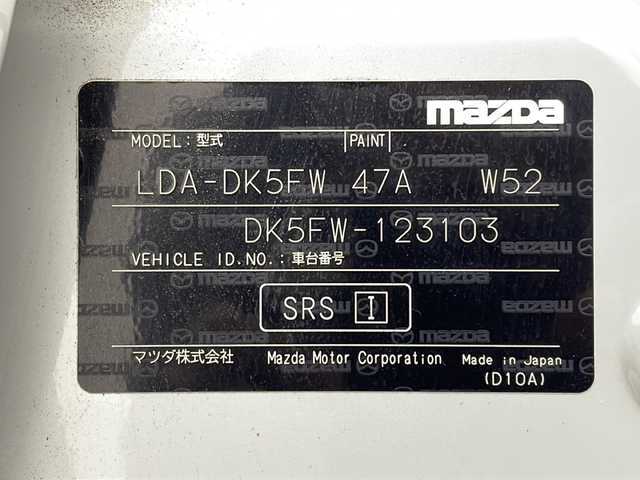 mazda
MODEL: 型式 PAINT
LDA-DK5FW 47A W52
DK5FW-123103
VEHICLE ID.NO.: 車台番号
SRS I
マツダ株式会社 Mazda Motor Corporation Made in Japan
(D10A)